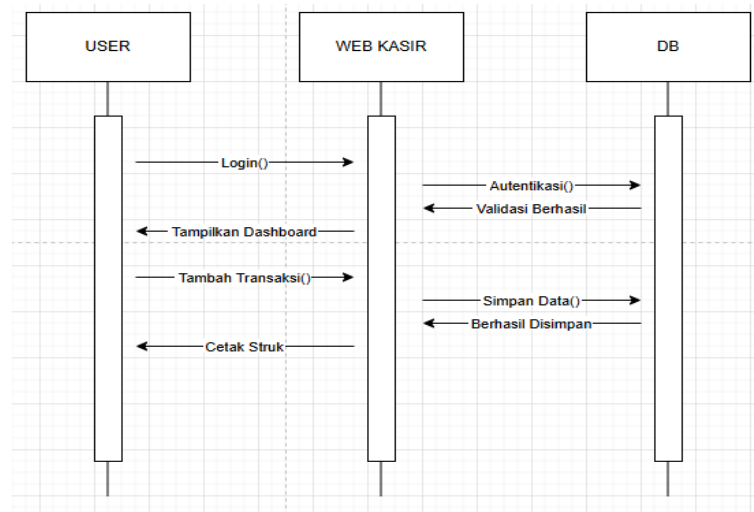 USER
WEB KASIR
DB
Login()
Autentikasi()
Validasi Berhasil
Tampilkan Dashboard
Tambah Transaksi()
Simpan Data()
Berhasil Disimpan
Cetak Struk